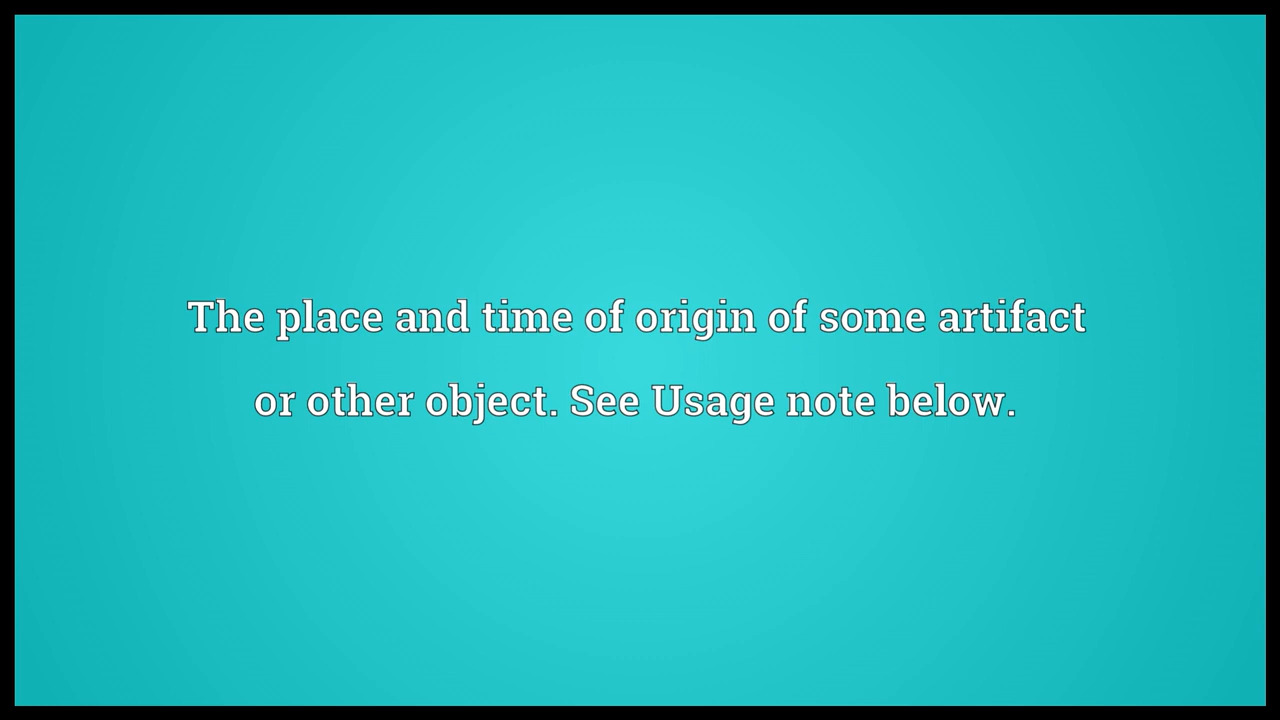 The place and time of origin of some artifact
or other object. See Usage note below.